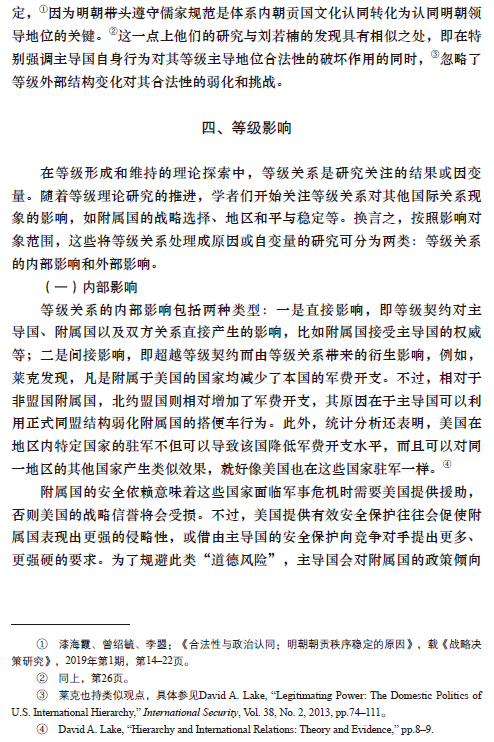 定，①因为明朝带头遵守儒家规范是体系内朝贡国文化认同转化为认同明朝领
导地位的关键。②这一点上他们的研究与刘若楠的发现具有相似之处，即在特
别强调主导国自身行为对其等级主导地位合法性的破坏作用的同时，③忽略了
等级外部结构变化对其合法性的弱化和挑战。
四、等级影响
在等级形成和维持的理论探索中，等级关系是研究关注的结果或因变
量。随着等级理论研究的推进，学者们开始关注等级关系对其他国际关系现
象的影响，如附属国的战略选择、地区和平与稳定等。换言之，按照影响对
象范围，这些将等级关系处理成原因或自变量的研究可分为两类：等级关系
的内部影响和外部影响。
（一）内部影响
等级关系的内部影响包括两种类型：一是直接影响，即等级契约对主
导国、附属国以及双方关系直接产生的影响，比如附属国接受主导国的权威
等；二是间接影响，即超越等级契约而由等级关系带来的衍生影响，例如，
莱克发现，凡是附属于美国的国家均减少了本国的军费开支。不过，相对于
非盟国附属国，北约盟国则相对增加了军费开支，其原因在于主导国可以利
用正式同盟结构弱化附属国的搭便车行为。此外，统计分析还表明，美国在
地区内特定国家的驻军不但可以导致该国降低军费开支水平，而且可以对同
一地区的其他国家产生类似效果，就好像美国也在这些国家驻军一样。④
附属国的安全依赖意味着这些国家面临军事危机时需要美国提供援助，
否则美国的战略信誉将会受损。不过，美国提供有效安全保护往往会促使附
属国表现出更强的侵略性，或借由主导国的安全保护向竞争对手提出更多、
更强硬的要求。为了规避此类“道德风险”，主导国会对附属国的政策倾向
① 漆海霞、曾绍毓、李曌：《合法性与政治认同：明朝朝贡秩序稳定的原因》，载《战略决
策研究》，2019年第1期，第14–22页。
② 同上，第26页。
③ 莱克也持类似观点，具体参见David A. Lake, “Legitimating Power: The Domestic Politics of
U.S. International Hierarchy,” International Security, Vol. 38, No. 2, 2013, pp.74–111。
④ David A. Lake, “Hierarchy and International Relations: Theory and Evidence,” pp.8–9.